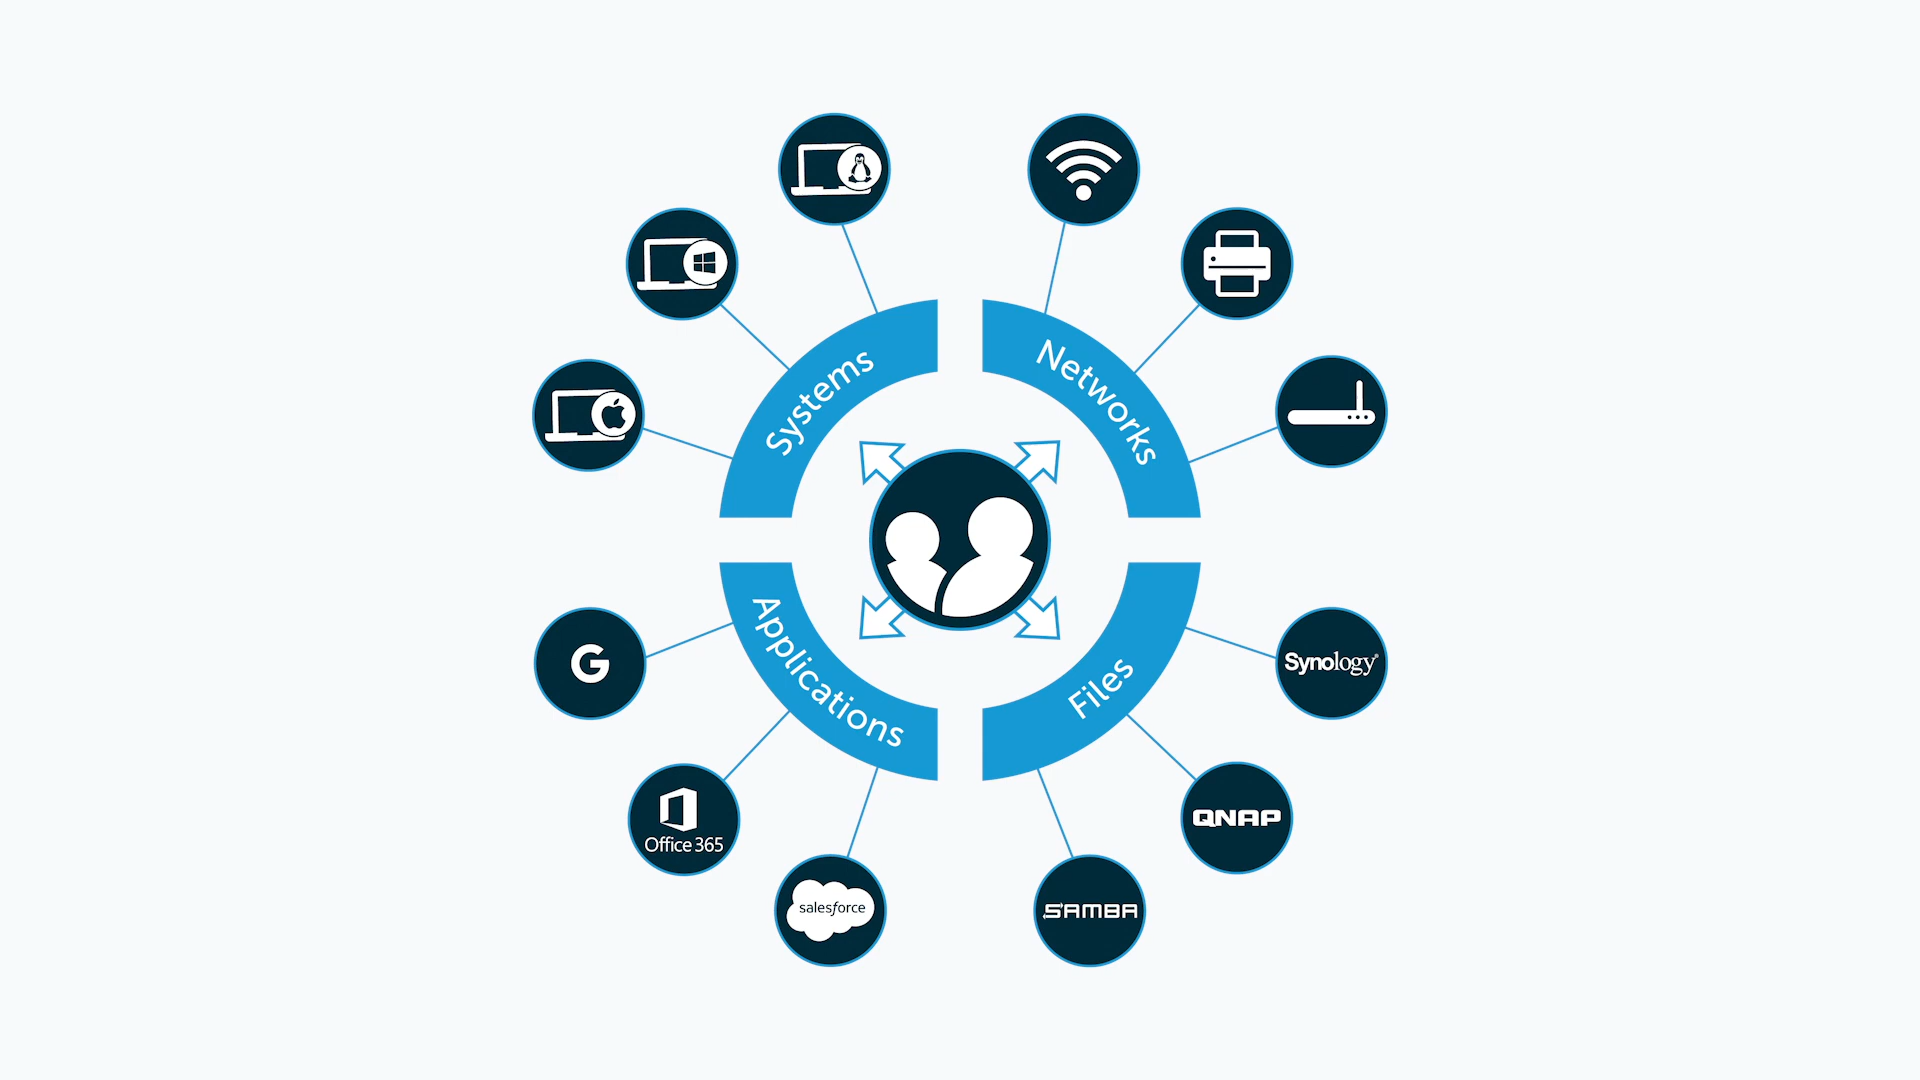 Systems
Networks
Applications
Files
G
Office 365
salesforce
Synology®
QNAP
SAMBA